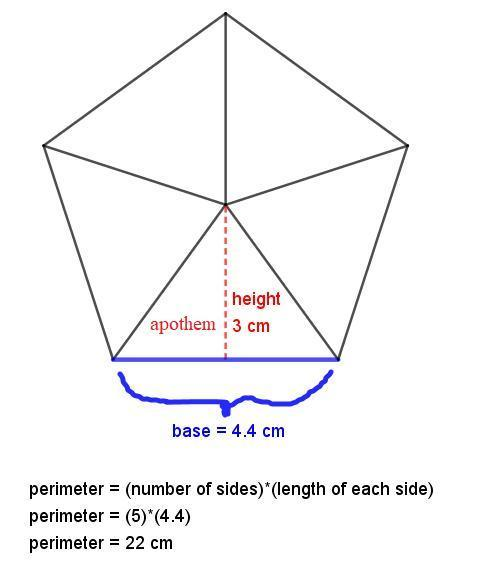 height
apothem 3 cm
base = 4.4 cm
perimeter = (number of sides)*(length of each side)
perimeter = (5)*(4.4)
perimeter = 22 cm